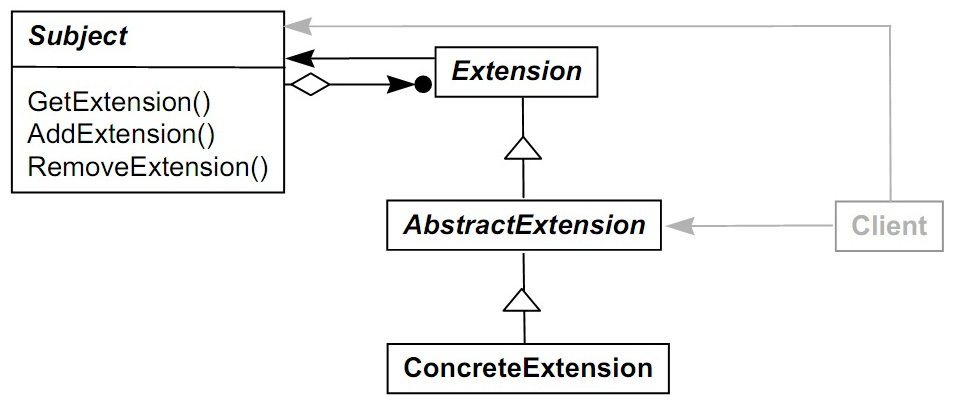 Subject
Extension
GetExtension()
AddExtension()
RemoveExtension()
AbstractExtension
Client
ConcreteExtension